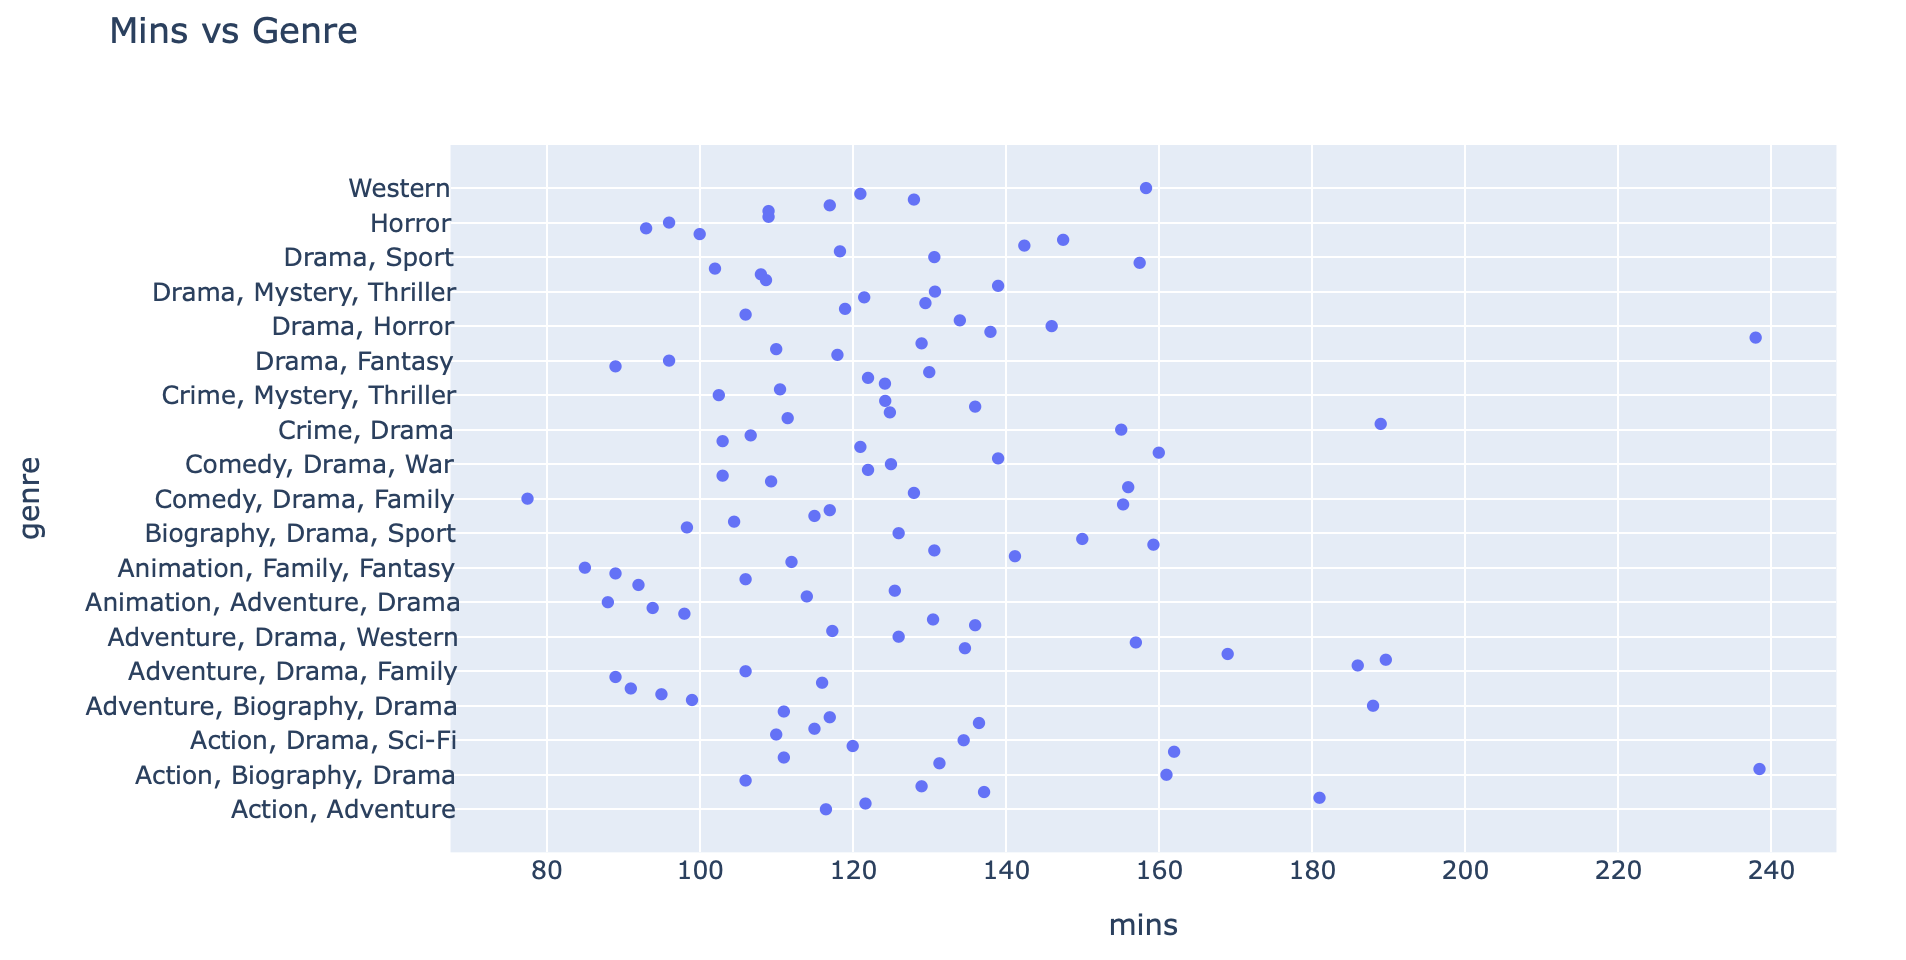 Mins vs Genre
Western
Horror
Drama, Sport
Drama, Mystery, Thriller
Drama, Horror
Drama, Fantasy
Crime, Mystery, Thriller
Crime, Drama
Comedy, Drama, War
Comedy, Drama, Family
Biography, Drama, Sport
Animation, Family, Fantasy
Animation, Adventure, Drama
Adventure, Drama, Western
Adventure, Drama, Family
Adventure, Biography, Drama
Action, Drama, Sci-Fi
Action, Biography, Drama
Action, Adventure
genre
80 100 120 140 160 180 200 220 240
mins